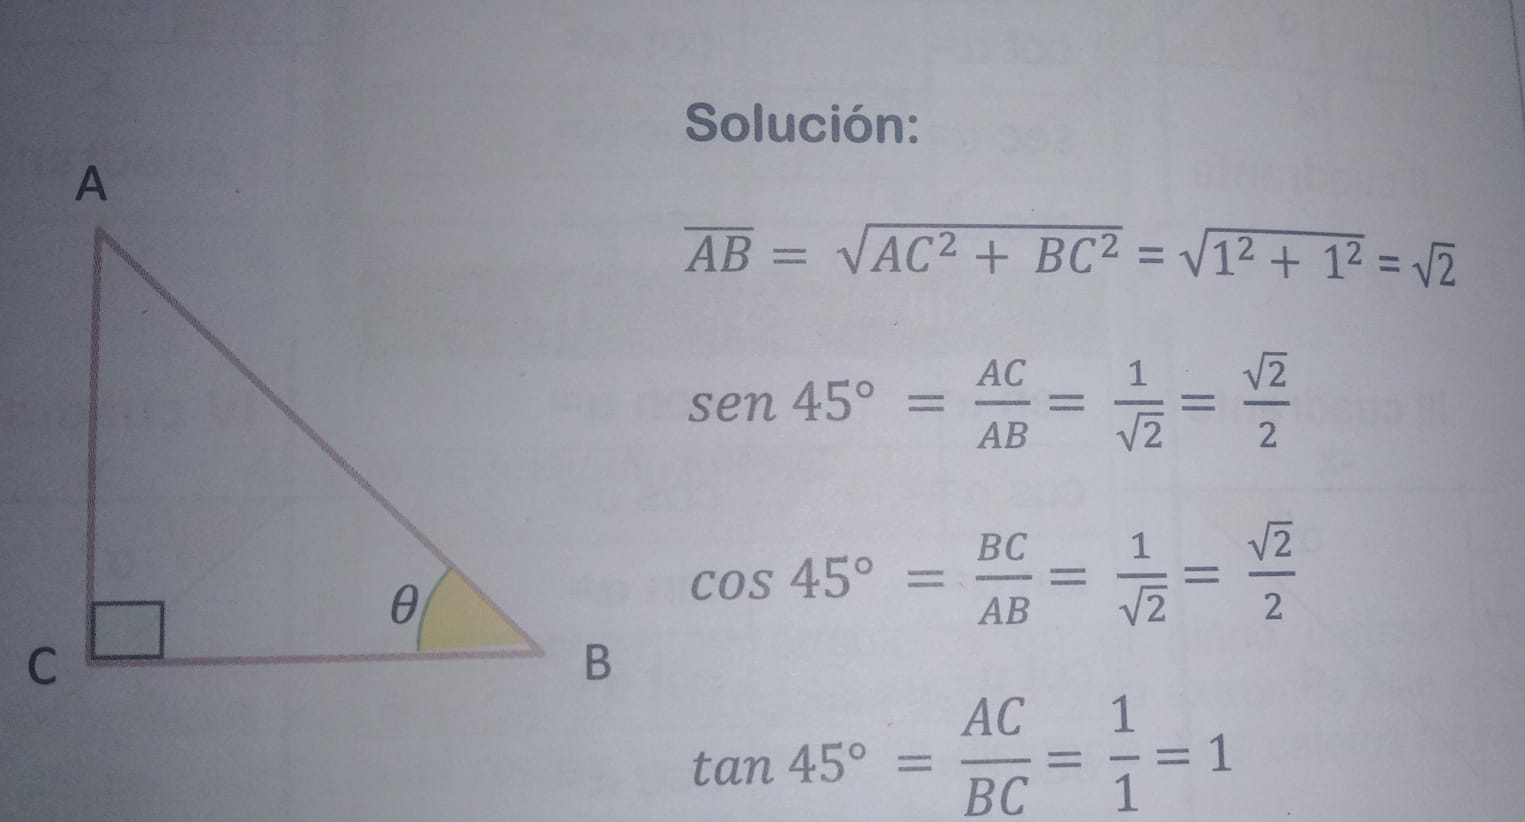 Solución:
A
AB = √AC² + BC² = √1² + 1² = √2
sen 45° = AC/AB = 1/√2 = √2/2
θ
cos 45° = BC/AB = 1/√2 = √2/2
C
B
tan 45° = AC/BC = 1/1 = 1